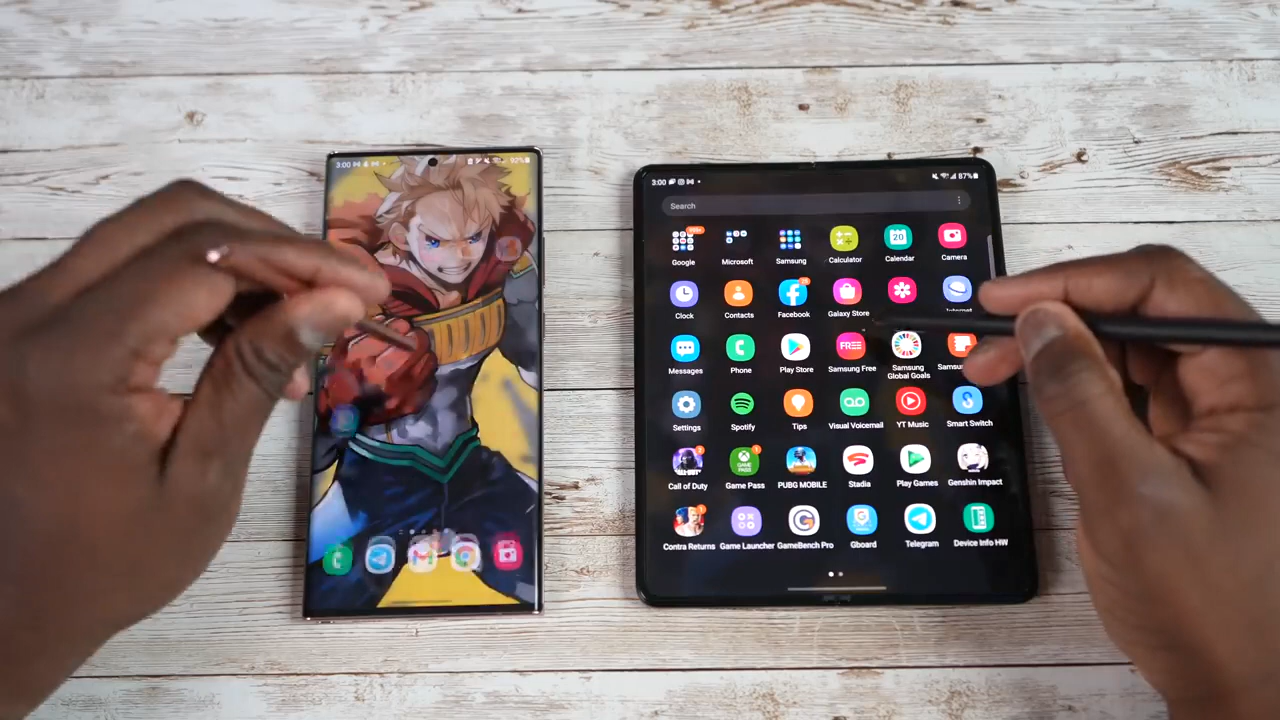 3:00
92%
3:00
87%
Search
Google
Microsoft
Samsung
Calculator
20
Calendar
Camera
Clock
Contacts
Facebook
Galaxy Store
Messages
Phone
Play Store
FREE
Samsung Free
Samsung
Global Goals
Settings
Spotify
Tips
Visual Voicemail
YT Music
Smart Switch
Call of Duty
GAME
PASS
Game Pass
PUBG MOBILE
Stadia
Play Games
Genshin Impact
Contra Returns
Game Launcher
GameBench Pro
Gboard
Telegram
Device Info HW